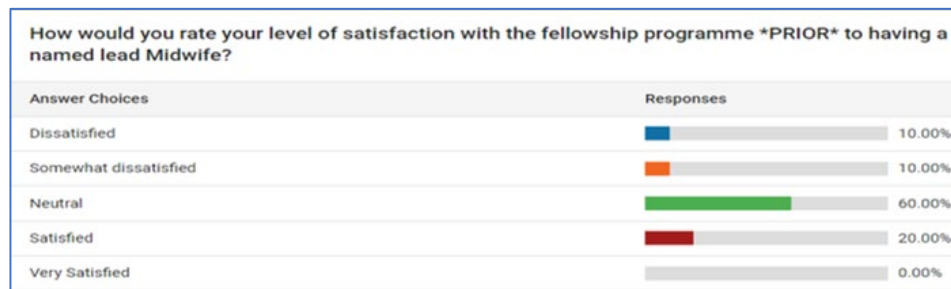 How would you rate your level of satisfaction with the fellowship programme *PRIOR* to having a
named lead Midwife?
Answer Choices Responses
Dissatisfied 10.00%
Somewhat dissatisfied 10.00%
Neutral 60.00%
Satisfied 20.00%
Very Satisfied 0.00%